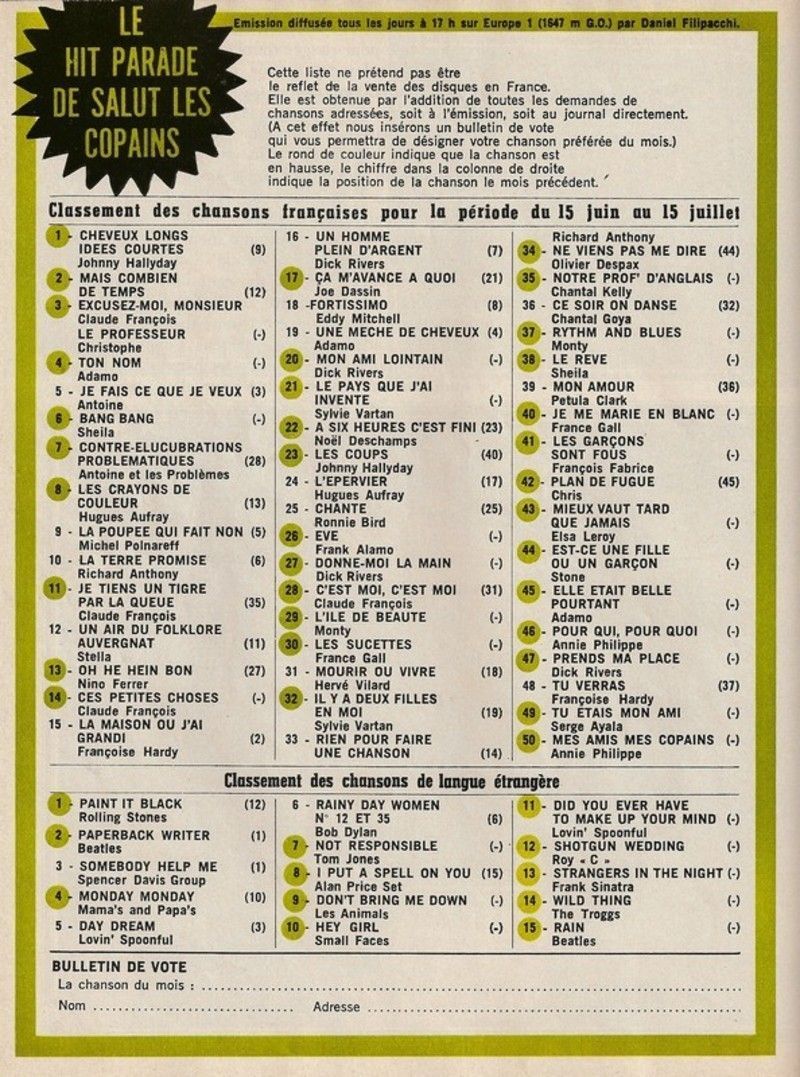 LE
HIT PARADE
DE SALUT LES
COPAINS
Emission diffusée tous les jours à 17 h sur Europe 1 (1647 m G.O.) par Daniel Filipacchi.
Cette liste ne prétend pas être
le reflet de la vente des disques en France.
Elle est obtenue par l'addition de toutes les demandes de
chansons adressées, soit à l'émission, soit au journal directement.
(A cet effet nous insérons un bulletin de vote
qui vous permettra de désigner votre chanson préférée du mois.)
Le rond de couleur indique que la chanson est
en hausse, le chiffre dans la colonne de droite
indique la position de la chanson le mois précédent.
Classement des chansons françaises pour la période du 15 juin au 15 juillet
1 - CHEVEUX LONGS
IDEES COURTES (9)
Johnny Hallyday
2 - MAIS COMBIEN
DE TEMPS (12)
3 - EXCUSEZ-MOI, MONSIEUR
Claude François
LE PROFESSEUR (-)
Christophe
4 - TON NOM (-)
Adamo
5 - JE FAIS CE QUE JE VEUX (3)
Antoine
6 - BANG BANG (-)
Sheila
7 - CONTRE-ELUCUBRATIONS
PROBLEMATIQUES (28)
Antoine et les Problèmes
8 - LES CRAYONS DE
COULEUR (13)
Hugues Aufray
9 - LA POUPEE QUI FAIT NON (5)
Michel Polnareff
10 - LA TERRE PROMISE (6)
Richard Anthony
11 - JE TIENS UN TIGRE
PAR LA QUEUE (35)
Claude François
12 - UN AIR DU FOLKLORE
AUVERGNAT (11)
Stella
13 - OH HE HEIN BON (27)
Nino Ferrer
14 - CES PETITES CHOSES (-)
Claude François
15 - LA MAISON OU J'AI
GRANDI (2)
Françoise Hardy
16 - UN HOMME
PLEIN D'ARGENT (7)
Dick Rivers
17 - ÇA M'AVANCE A QUOI (21)
Joe Dassin
18 -FORTISSIMO (8)
Eddy Mitchell
19 - UNE MECHE DE CHEVEUX (4)
Adamo
20 - MON AMI LOINTAIN (-)
Dick Rivers
21 - LE PAYS QUE J'AI
INVENTE (-)
Sylvie Vartan
22 - A SIX HEURES C'EST FINI (23)
Noël Deschamps
23 - LES COUPS (40)
Johnny Hallyday
24 - L'EPERVIER (17)
Hugues Aufray
25 - CHANTE (25)
Ronnie Bird
26 - EVE (-)
Frank Alamo
27 - DONNE-MOI LA MAIN (-)
Dick Rivers
28 - C'EST MOI, C'EST MOI (31)
Claude François
29 - L'ILE DE BEAUTE (-)
Monty
30 - LES SUCETTES (-)
France Gall
31 - MOURIR OU VIVRE (18)
Hervé Vilard
32 - IL Y A DEUX FILLES
EN MOI (19)
Sylvie Vartan
33 - RIEN POUR FAIRE
UNE CHANSON (14)
Richard Anthony
34 - NE VIENS PAS ME DIRE (44)
Olivier Despax
35 - NOTRE PROF' D'ANGLAIS (-)
Chantal Kelly
36 - CE SOIR ON DANSE (32)
Chantal Goya
37 - RYTHM AND BLUES (-)
Monty
38 - LE REVE (-)
Sheila
39 - MON AMOUR (36)
Petula Clark
40 - JE ME MARIE EN BLANC (-)
France Gall
41 - LES GARÇONS
SONT FOUS (-)
François Fabrice
42 - PLAN DE FUGUE (45)
Chris
43 - MIEUX VAUT TARD
QUE JAMAIS (-)
Elsa Leroy
44 - EST-CE UNE FILLE
OU UN GARÇON (-)
Stone
45 - ELLE ETAIT BELLE
POURTANT (-)
Adamo
46 - POUR QUI, POUR QUOI (-)
Annie Philippe
47 - PRENDS MA PLACE (-)
Dick Rivers
48 - TU VERRAS (37)
Françoise Hardy
49 - TU ETAIS MON AMI (-)
Serge Ayala
50 - MES AMIS MES COPAINS (-)
Annie Philippe
Classement des chansons de langue étrangère
1 - PAINT IT BLACK (12)
Rolling Stones
2 - PAPERBACK WRITER (1)
Beatles
3 - SOMEBODY HELP ME (1)
Spencer Davis Group
4 - MONDAY MONDAY (10)
Mama's and Papa's
5 - DAY DREAM (3)
Lovin' Spoonful
6 - RAINY DAY WOMEN
N° 12 ET 35 (6)
Bob Dylan
7 - NOT RESPONSIBLE (-)
Tom Jones
8 - I PUT A SPELL ON YOU (15)
Alan Price Set
9 - DON'T BRING ME DOWN (-)
Les Animals
10 - HEY GIRL (-)
Small Faces
11 - DID YOU EVER HAVE
TO MAKE UP YOUR MIND (-)
Lovin' Spoonful
12 - SHOTGUN WEDDING (-)
Roy « C »
13 - STRANGERS IN THE NIGHT (-)
Frank Sinatra
14 - WILD THING (-)
The Troggs
15 - RAIN (-)
Beatles
BULLETIN DE VOTE
La chanson du mois :
Nom Adresse